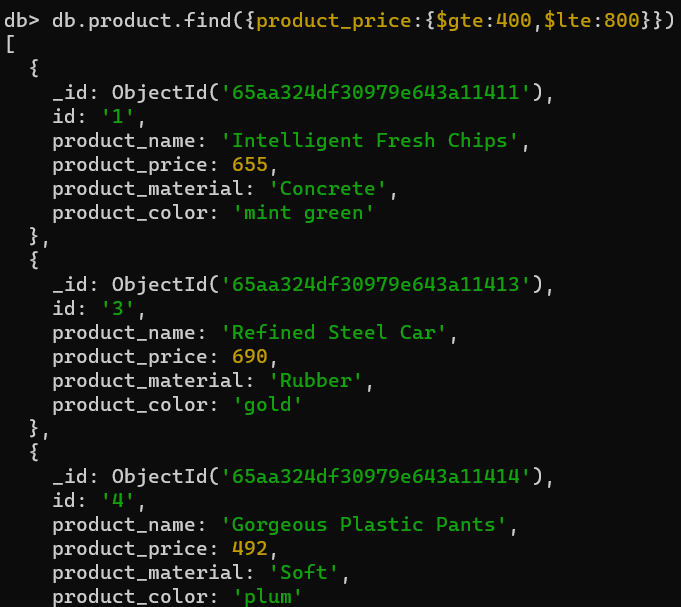 db> db.product.find({product_price:{$gte:400,$lte:800}})
[
  {
    _id: ObjectId('65aa324df30979e643a11411'),
    id: '1',
    product_name: 'Intelligent Fresh Chips',
    product_price: 655,
    product_material: 'Concrete',
    product_color: 'mint green'
  },
  {
    _id: ObjectId('65aa324df30979e643a11413'),
    id: '3',
    product_name: 'Refined Steel Car',
    product_price: 690,
    product_material: 'Rubber',
    product_color: 'gold'
  },
  {
    _id: ObjectId('65aa324df30979e643a11414'),
    id: '4',
    product_name: 'Gorgeous Plastic Pants',
    product_price: 492,
    product_material: 'Soft',
    product_color: 'plum'